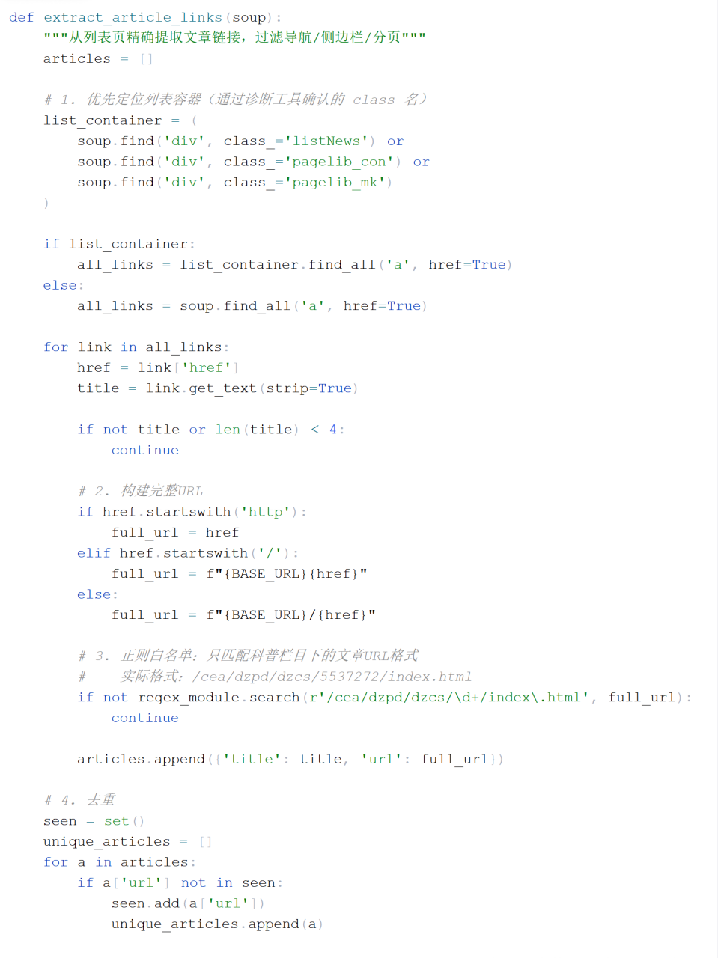 def extract_article_links(soup):
    """从列表页精确提取文章链接，过滤导航/侧边栏/分页"""
    articles = []

    # 1. 优先定位列表容器（通过诊断工具确认的 class 名）
    list_container = (
        soup.find('div', class_='listNews') or
        soup.find('div', class_='pagelib_con') or
        soup.find('div', class_='pagelib_mk')
    )

    if list_container:
        all_links = list_container.find_all('a', href=True)
    else:
        all_links = soup.find_all('a', href=True)

    for link in all_links:
        href = link['href']
        title = link.get_text(strip=True)

        if not title or len(title) < 4:
            continue

        # 2. 构建完整URL
        if href.startswith('http'):
            full_url = href
        elif href.startswith('/'):
            full_url = f"{BASE_URL}{href}"
        else:
            full_url = f"{BASE_URL}/{href}"

        # 3. 正则白名单：只匹配科普栏目下的文章URL格式
        #    实际格式：/cea/dzpd/dzcs/5537272/index.html
        if not regex_module.search(r'/cea/dzpd/dzcs/\d+/index\.html', full_url):
            continue

        articles.append({'title': title, 'url': full_url})

    # 4. 去重
    seen = set()
    unique_articles = []
    for a in articles:
        if a['url'] not in seen:
            seen.add(a['url'])
            unique_articles.append(a)